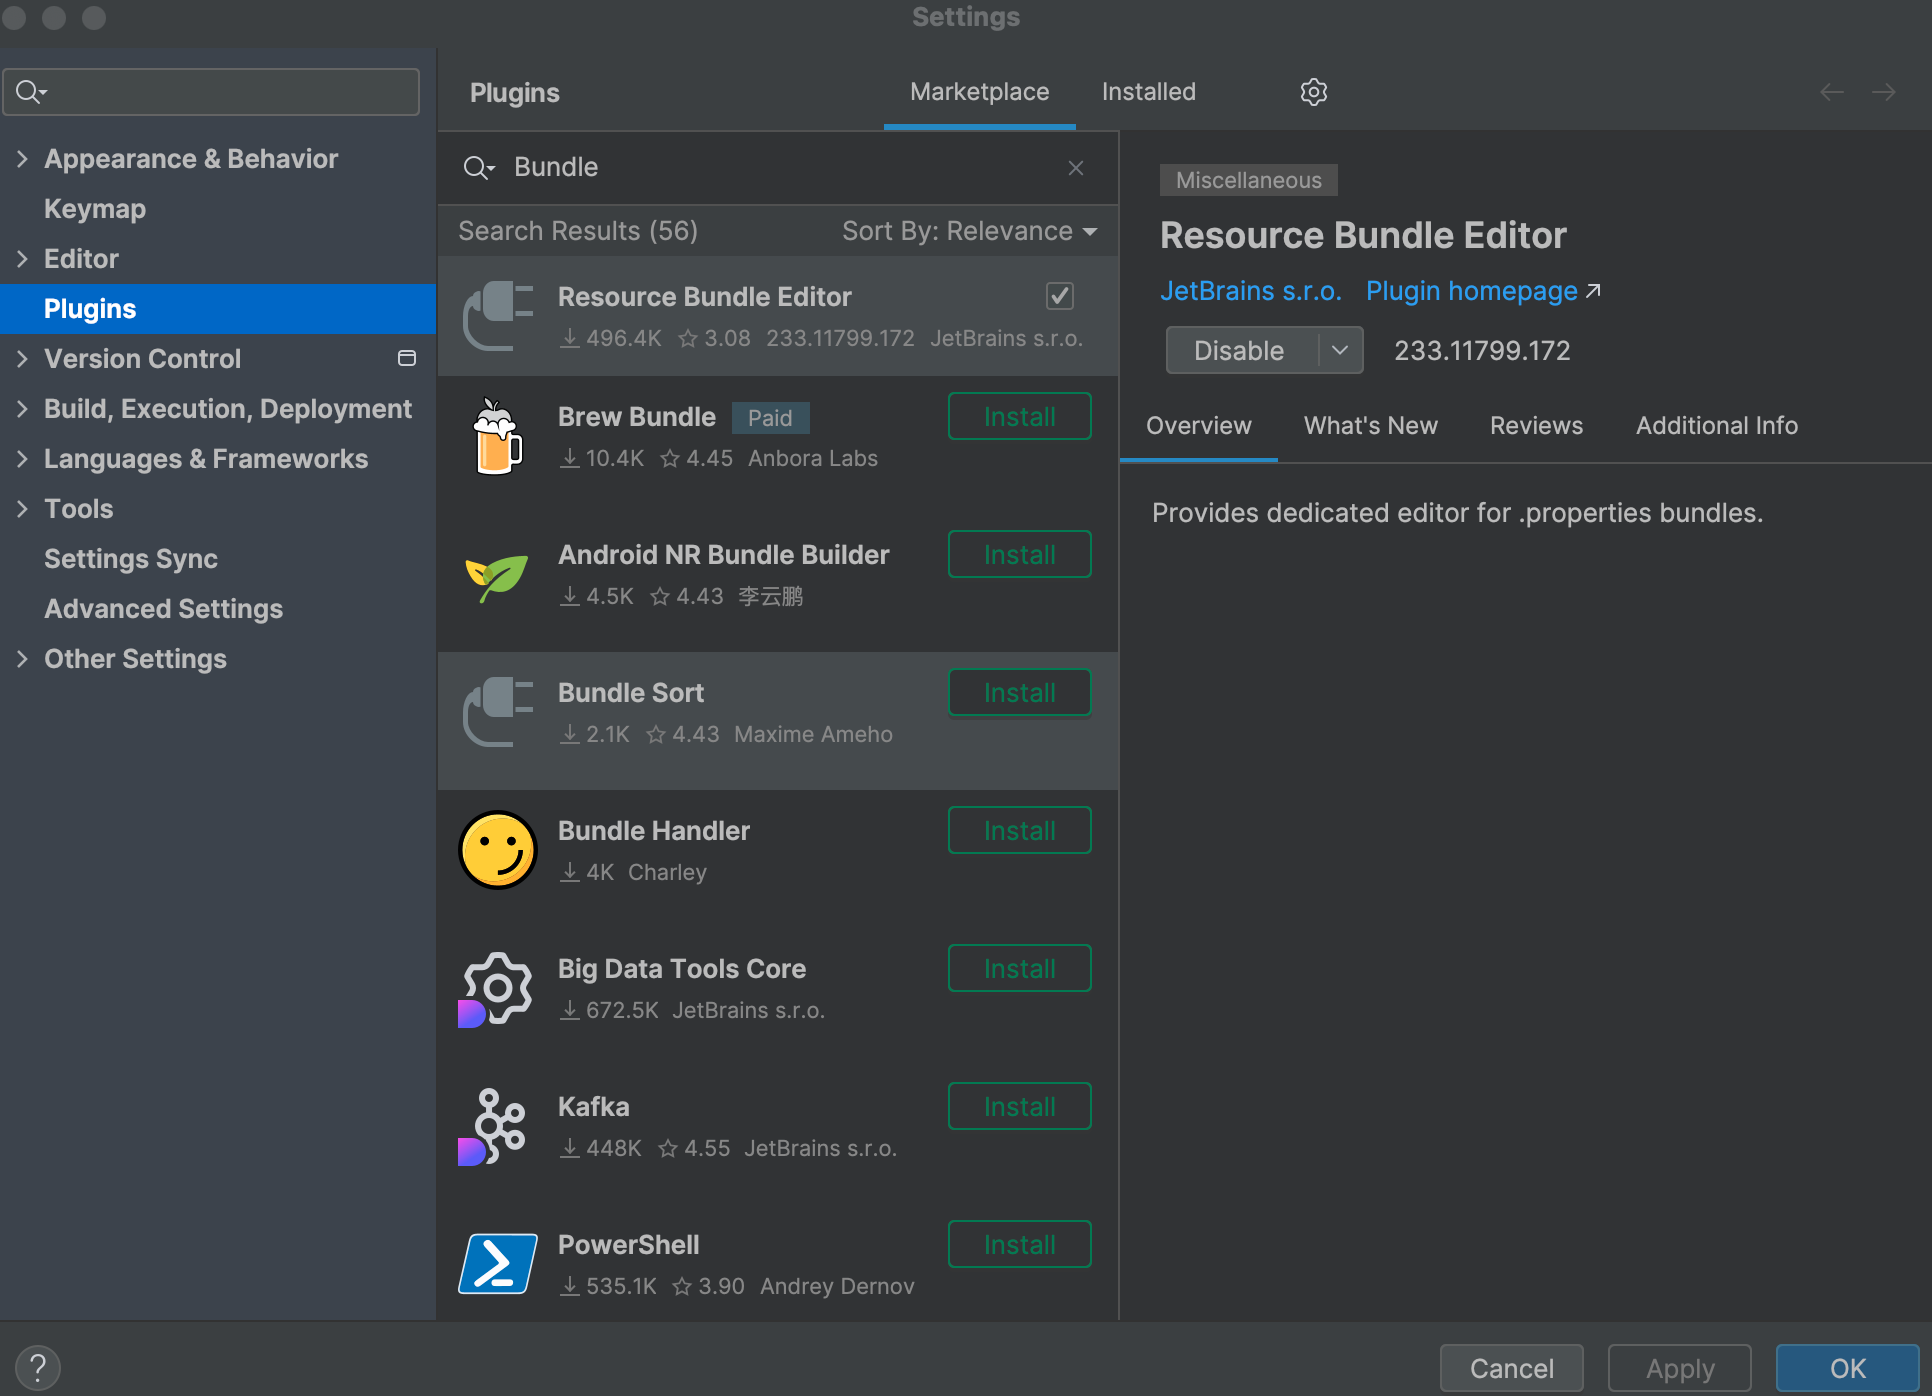 Settings
Plugins
Marketplace
Installed
Appearance & Behavior
Keymap
Editor
Plugins
Version Control
Build, Execution, Deployment
Languages & Frameworks
Tools
Settings Sync
Advanced Settings
Other Settings
Bundle
Search Results (56)
Sort By: Relevance
Resource Bundle Editor
496.4K 3.08 233.11799.172 JetBrains s.r.o.
Brew Bundle Paid Install
10.4K 4.45 Anbora Labs
Android NR Bundle Builder Install
4.5K 4.43 李云鹏
Bundle Sort Install
2.1K 4.43 Maxime Ameho
Bundle Handler Install
4K Charley
Big Data Tools Core Install
672.5K JetBrains s.r.o.
Kafka Install
448K 4.55 JetBrains s.r.o.
PowerShell Install
535.1K 3.90 Andrey Dernov
Miscellaneous
Resource Bundle Editor
JetBrains s.r.o. Plugin homepage
Disable 233.11799.172
Overview What's New Reviews Additional Info
Provides dedicated editor for .properties bundles.
?
Cancel
Apply
OK